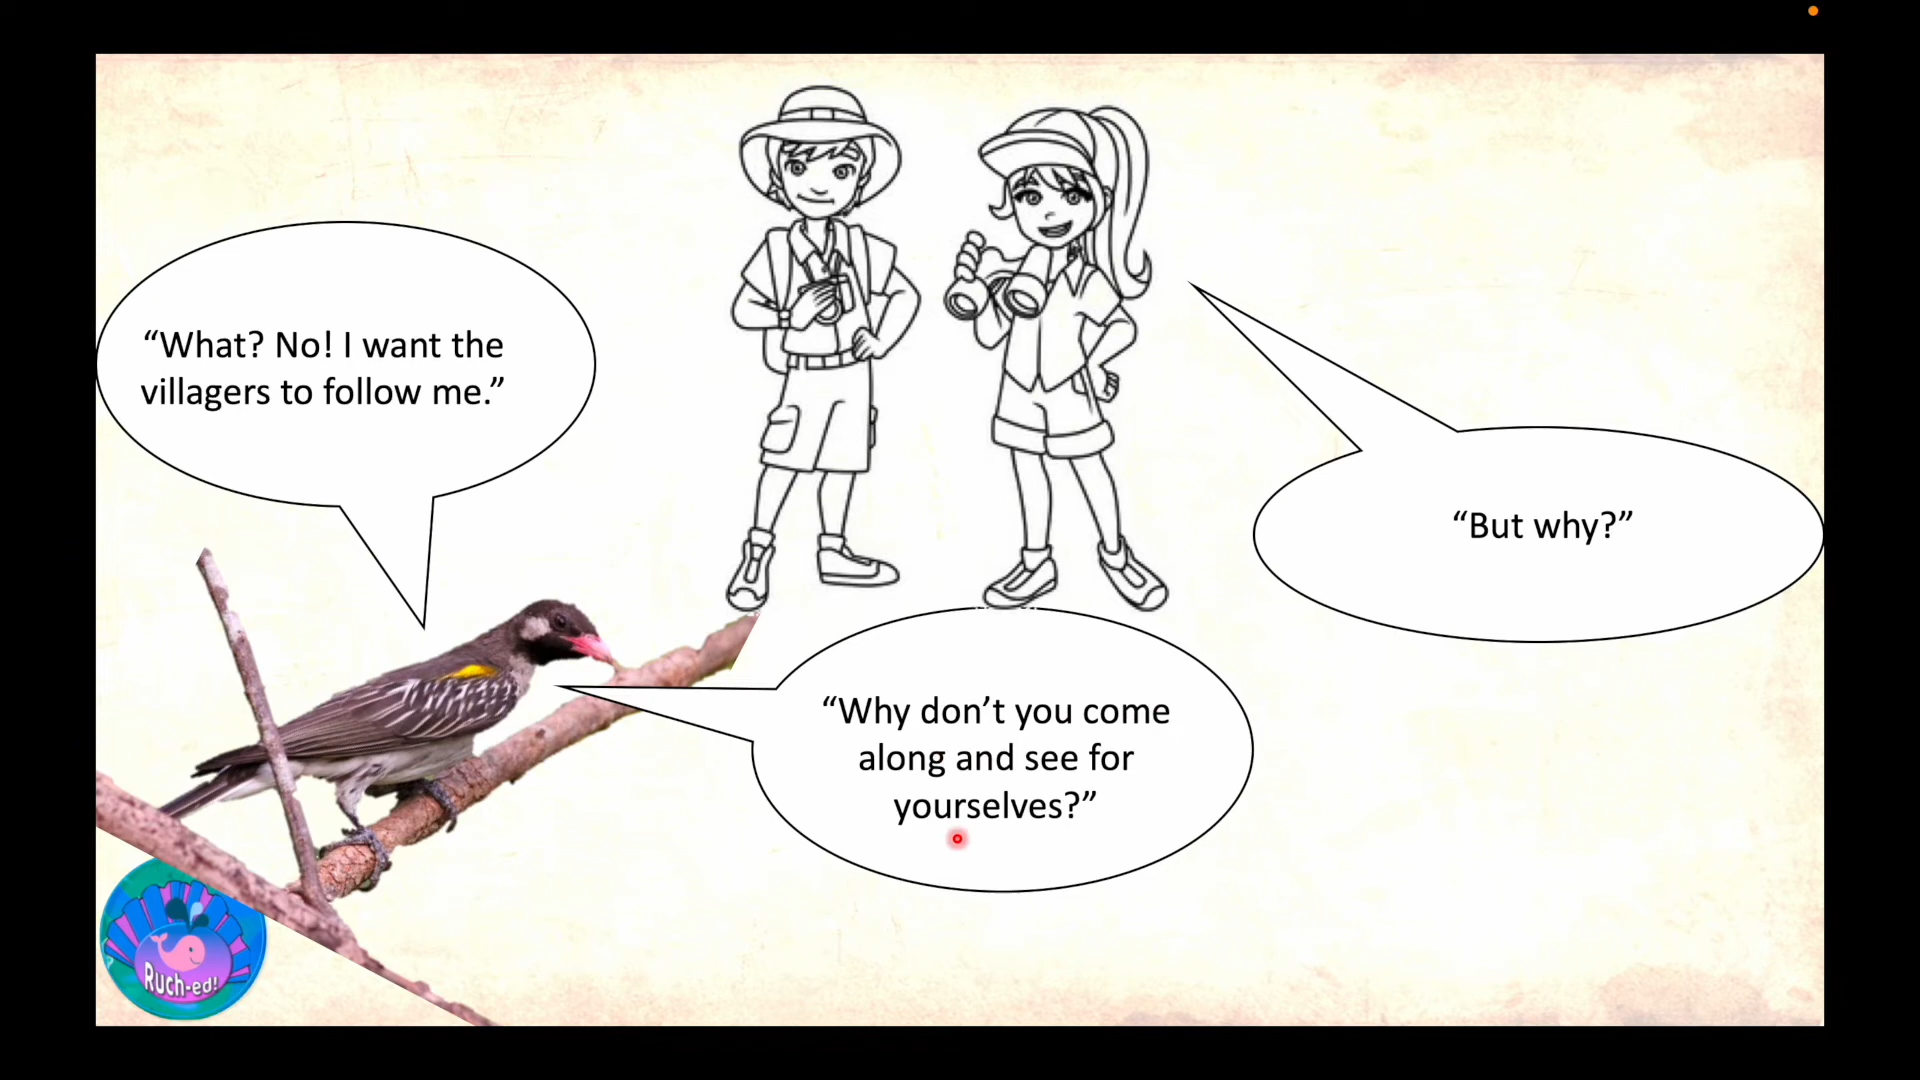 “What? No! I want the
villagers to follow me.”
“But why?”
“Why don’t you come
along and see for
yourselves?”
Ruch-ed!